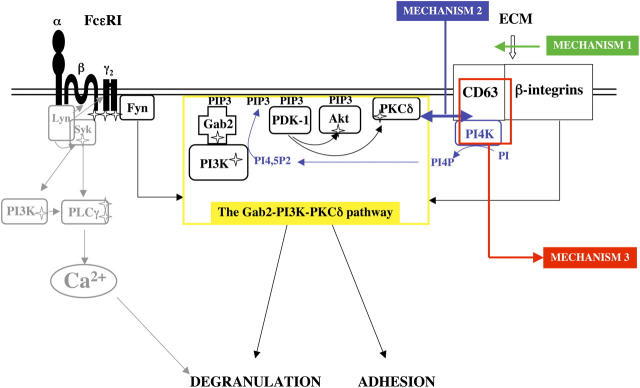 MECHANISM 2
ECM
α
FcεRI
MECHANISM 1
β
γ2
CD63
β-integrins
PIP3
PIP3
PIP3
PIP3
Lyn
Fyn
Gab2
PDK-1
Akt
PKCδ
Syk
PI4K
PI3K
PI4,5P2
PI4P
PI
PI3K
PLCγ
The Gab2-PI3K-PKCδ pathway
MECHANISM 3
Ca2+
DEGRANULATION
ADHESION